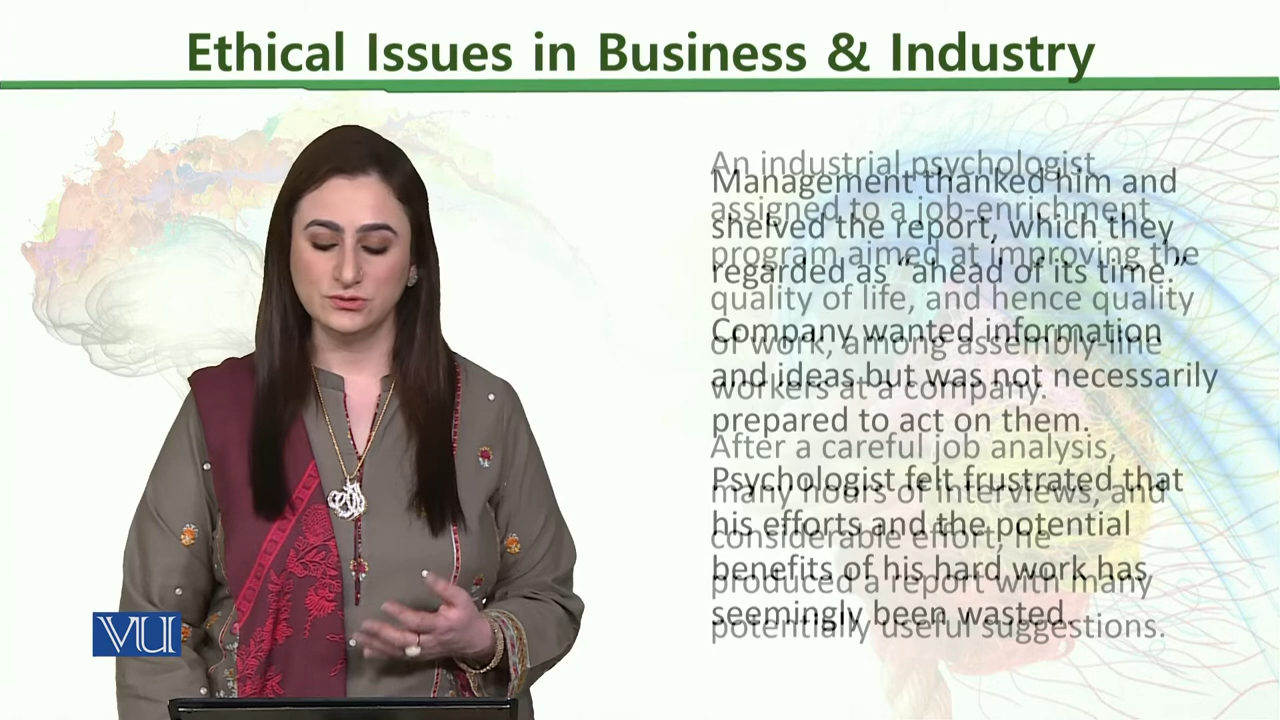 Ethical Issues in Business & Industry
An industrial psychologist
assigned to a job-enrichment
program aimed at improving the
quality of life, and hence quality
of work, among assembly-line
workers at a company.
After a careful job analysis,
many hours of interviews, and
considerable effort, he
produced a report with many
potentially useful suggestions.
Management thanked him and
shelved the report, which they
regarded as “ahead of its time.”
Company wanted information
and ideas but was not necessarily
prepared to act on them.
Psychologist felt frustrated that
his efforts and the potential
benefits of his hard work has
seemingly been wasted.
VU